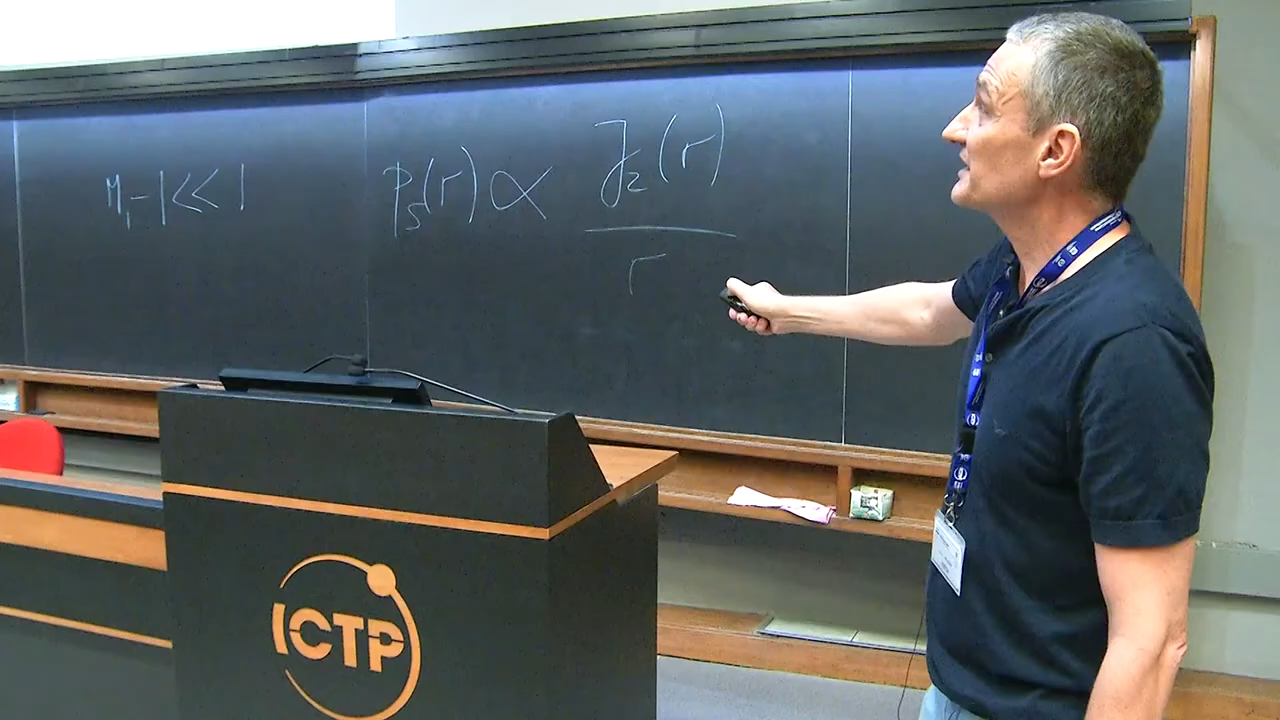 M₁-1<<1
p_s(r) ∝ J₂(r) / r
ICTP